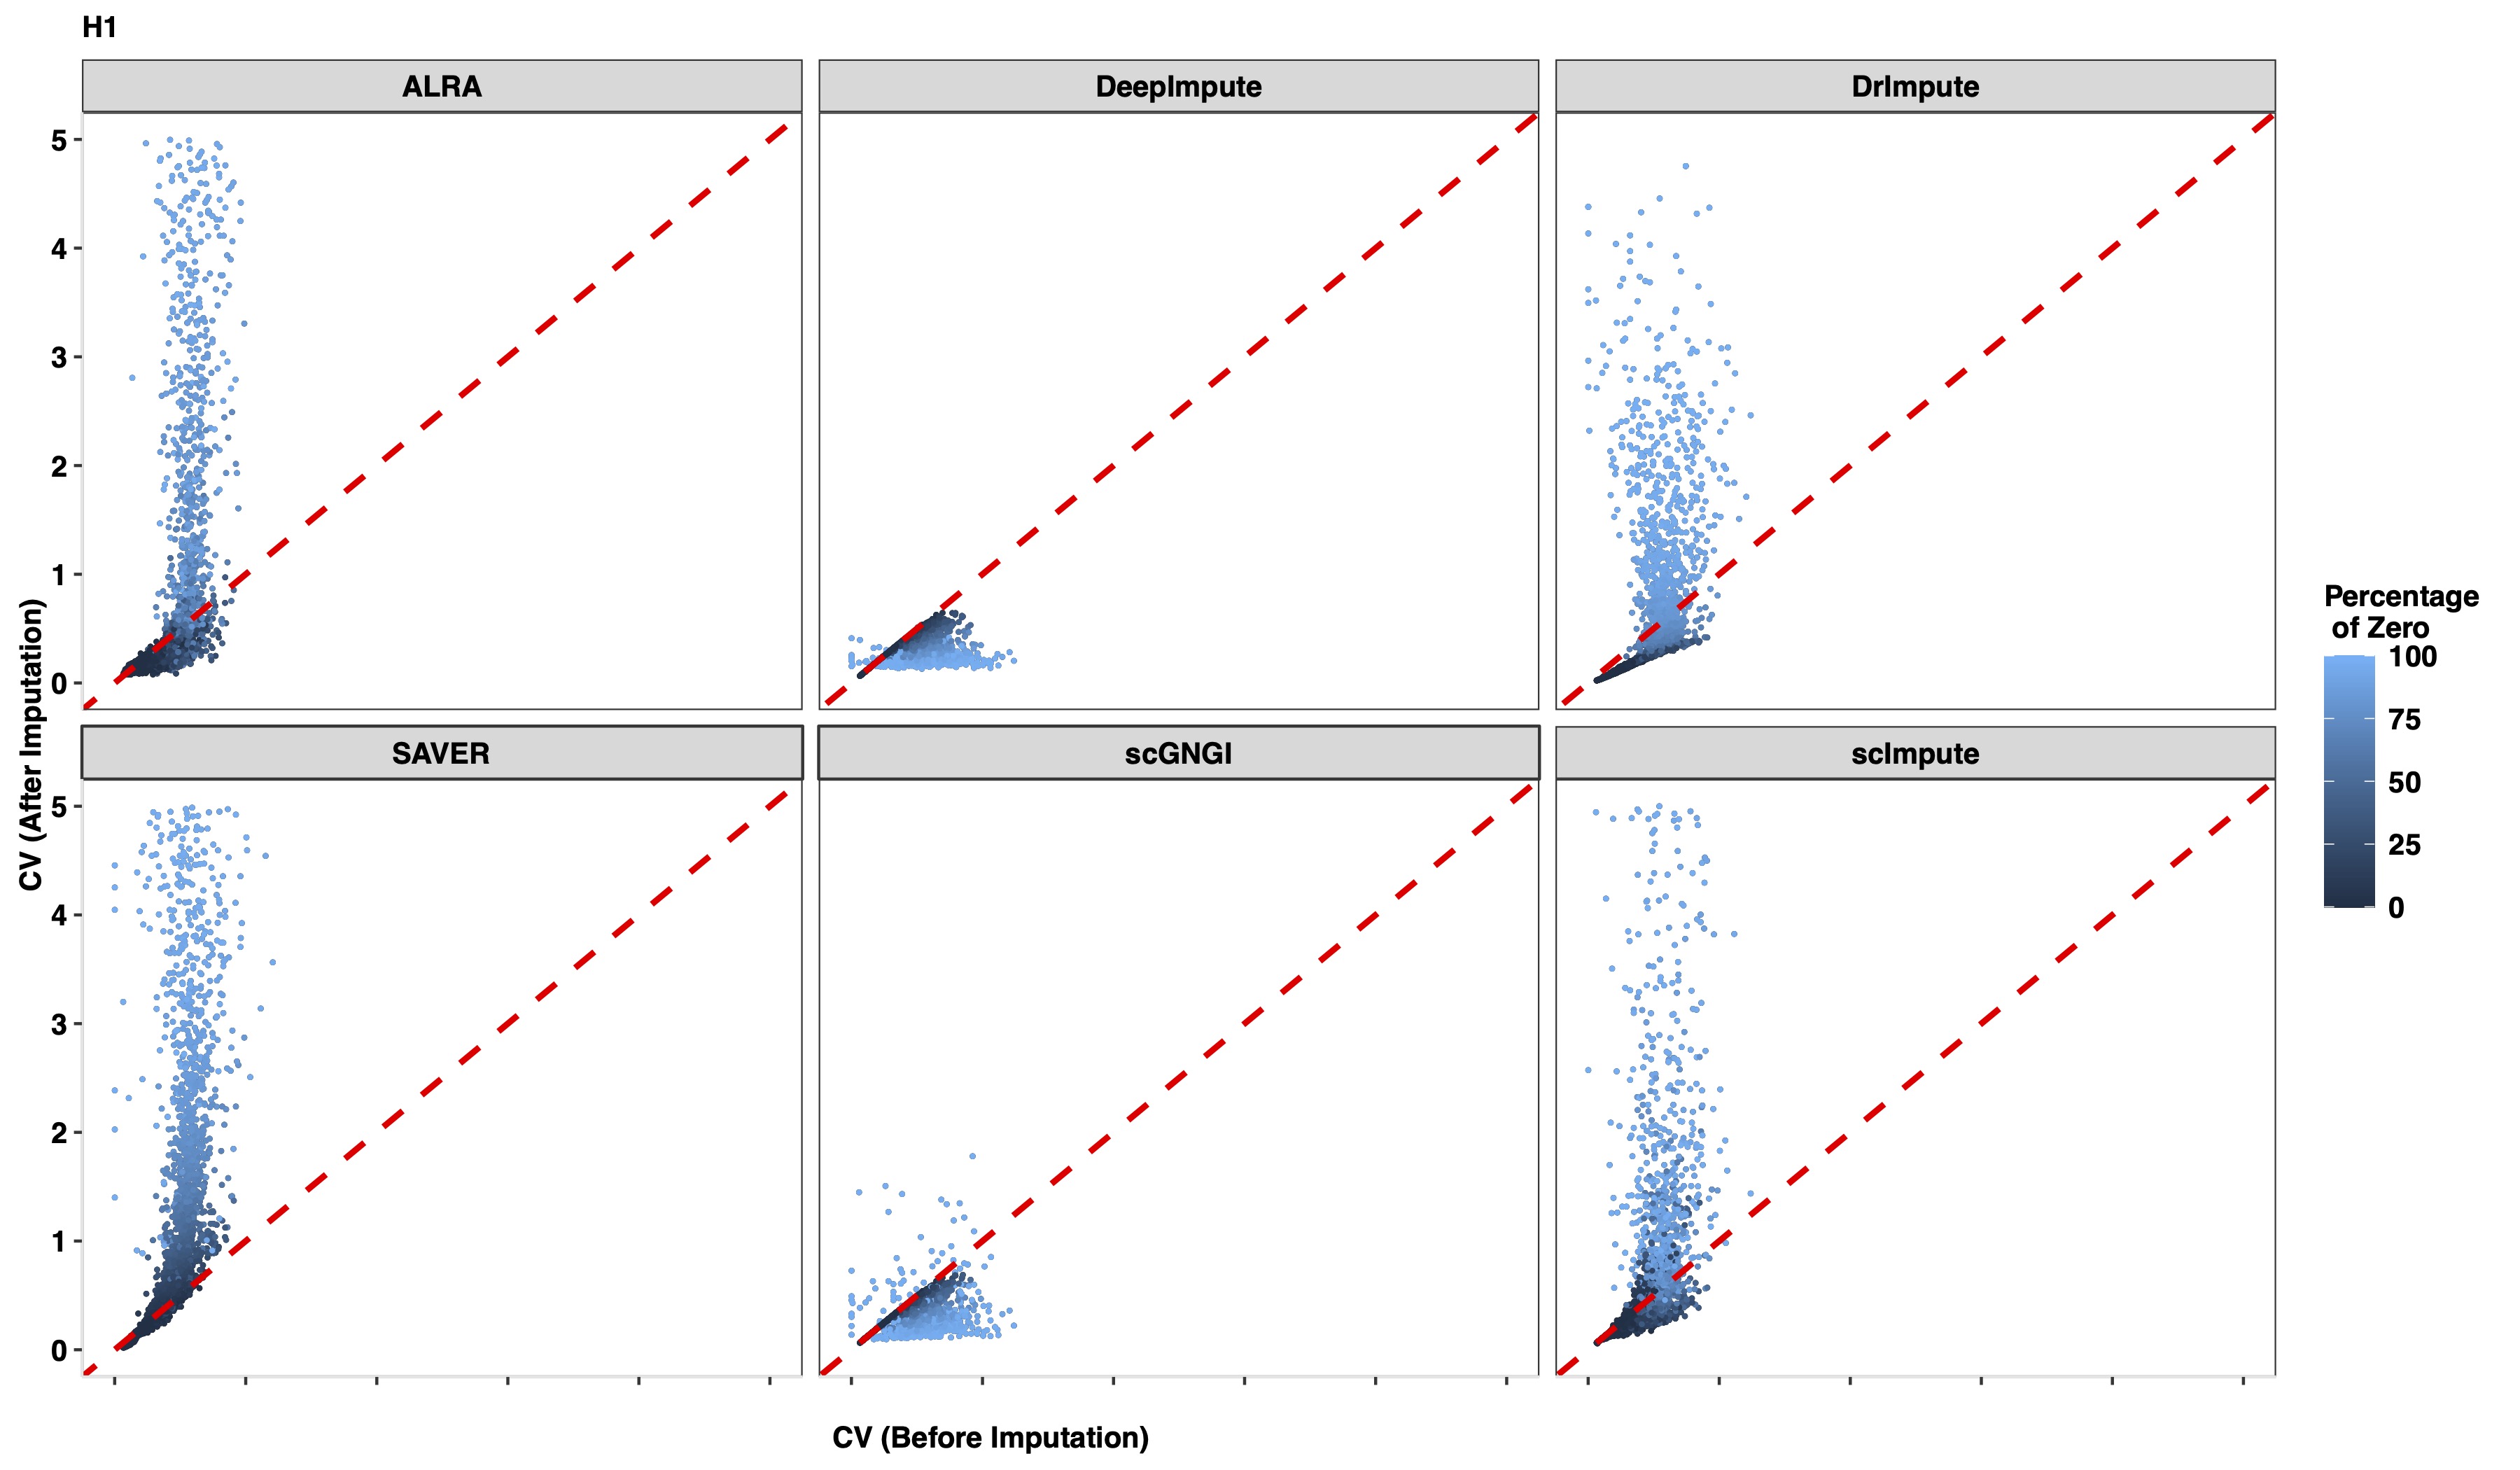 H1
ALRA
DeepImpute
DrImpute
5
4
3
2
1
0
SAVER
scGNGI
scImpute
5
4
3
2
1
0
CV (After Imputation)
CV (Before Imputation)
Percentage
of Zero
100
75
50
25
0